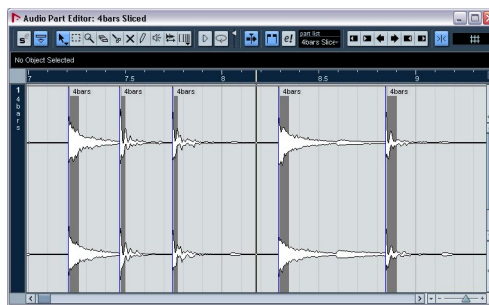 Audio Part Editor: 4bars Sliced
part list
4bars Slice-
No Object Selected
7 7.5 8 8.5 9
1 4bars
4bars 4bars 4bars 4bars 4bars